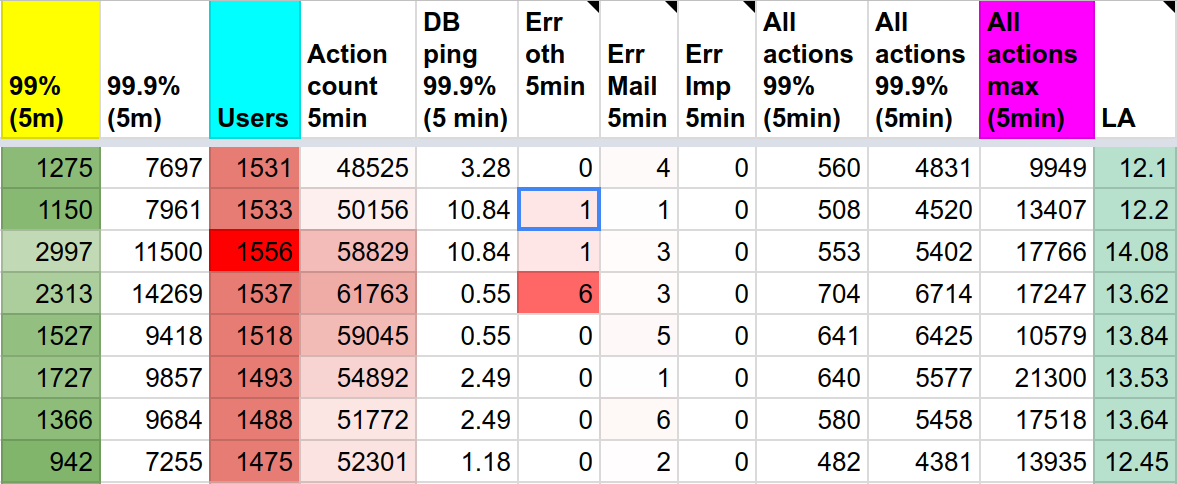 99% (5m) 99.9% (5m) Users Action count 5min DB ping 99.9% (5 min) Err oth 5min Err Mail 5min Err Imp 5min All actions 99% (5min) All actions 99.9% (5min) All actions max (5min) LA
1275 7697 1531 48525 3.28 0 4 0 560 4831 9949 12.1
1150 7961 1533 50156 10.84 1 1 0 508 4520 13407 12.2
2997 11500 1556 58829 10.84 1 3 0 553 5402 17766 14.08
2313 14269 1537 61763 0.55 6 3 0 704 6714 17247 13.62
1527 9418 1518 59045 0.55 0 5 0 641 6425 10579 13.84
1727 9857 1493 54892 2.49 0 1 0 640 5577 21300 13.53
1366 9684 1488 51772 2.49 0 6 0 580 5458 17518 13.64
942 7255 1475 52301 1.18 0 2 0 482 4381 13935 12.45